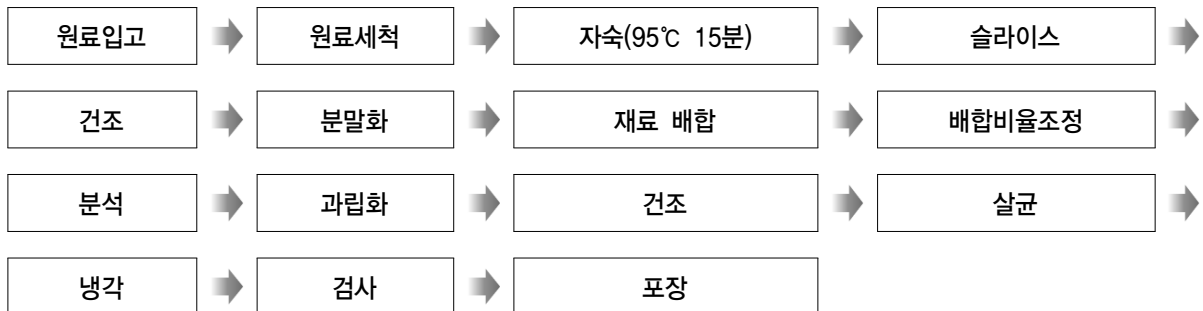 원료입고 원료세척 자숙(95℃ 15분) 슬라이스
건조 분말화 재료 배합 배합비율조정
분석 과립화 건조 살균
냉각 검사 포장